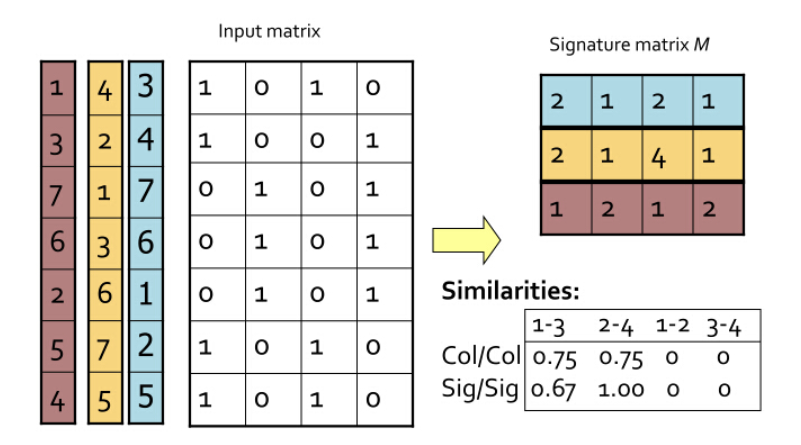 Input matrix
Signature matrix M
1 4 3 1 0 1 0
3 2 4 1 0 0 1
7 1 7 0 1 0 1
6 3 6 0 1 0 1
2 6 1 0 1 0 1
5 7 2 1 0 1 0
4 5 5 1 0 1 0
2 1 2 1
2 1 4 1
1 2 1 2
Similarities:
1-3 2-4 1-2 3-4
Col/Col 0.75 0.75 0 0
Sig/Sig 0.67 1.00 0 0